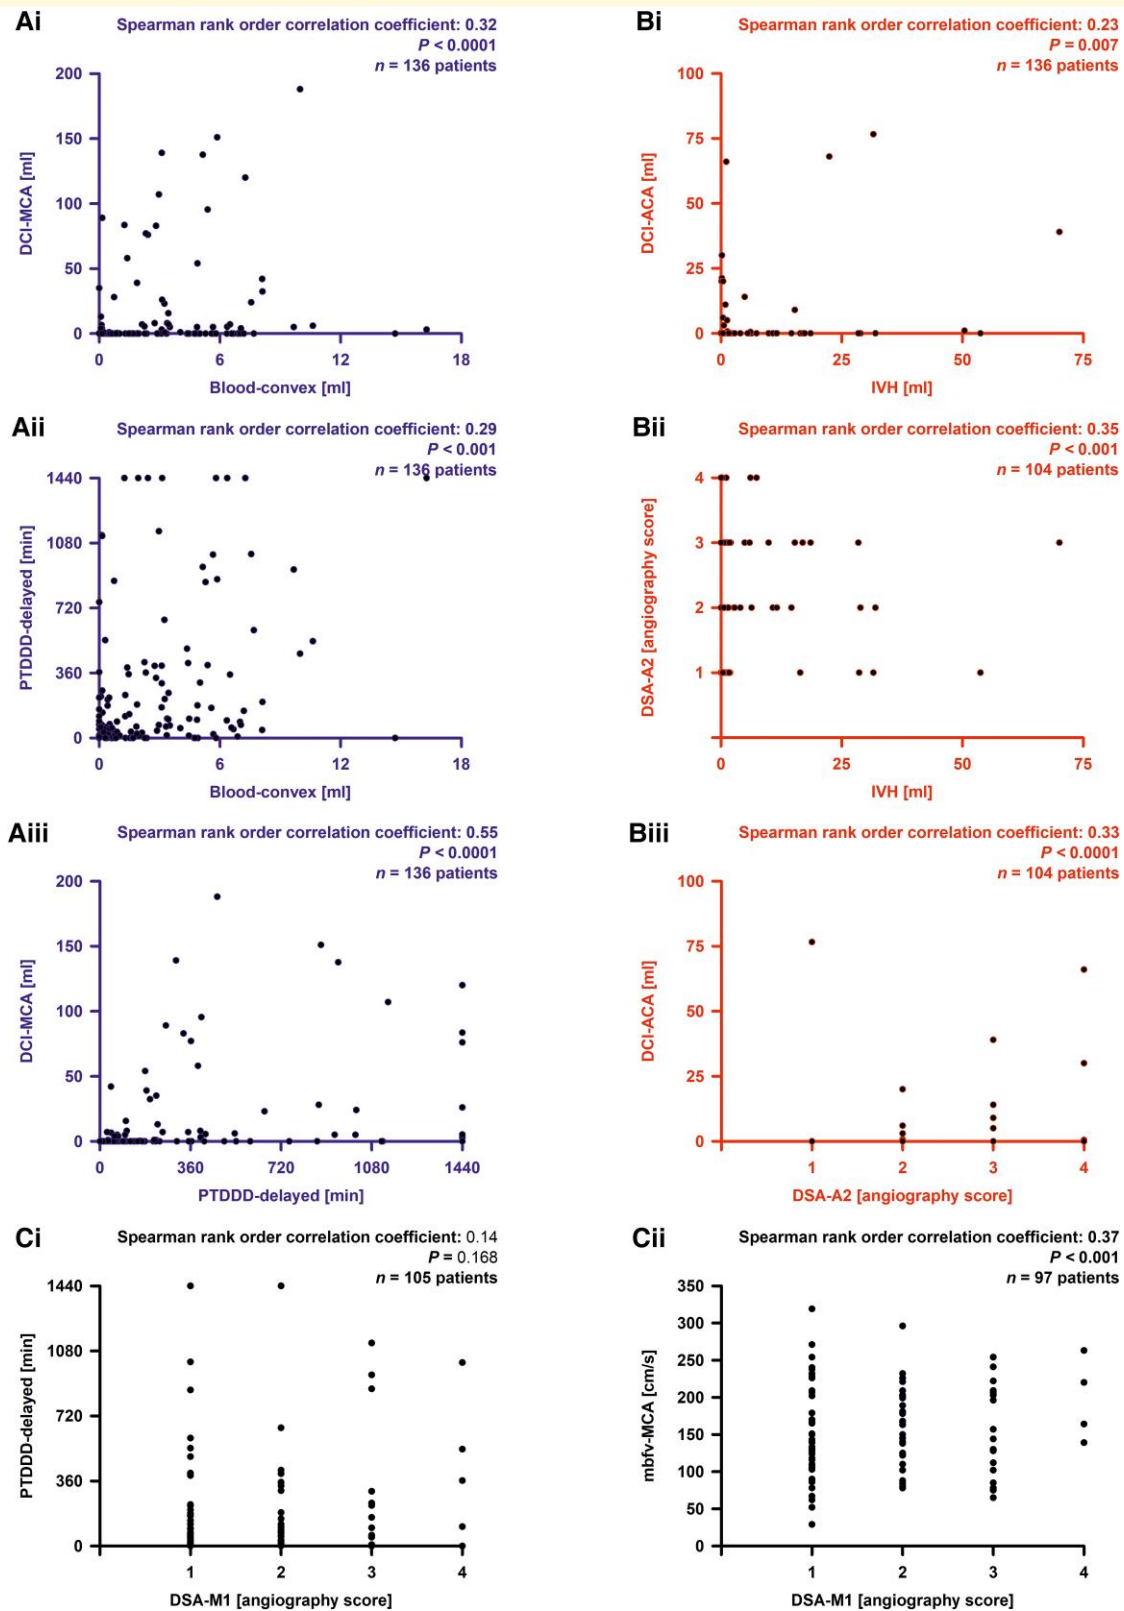 Ai
Spearman rank order correlation coefficient: 0.32
P < 0.0001
n = 136 patients
200
150
100
50
0
0 6 12 18
DCI-MCA [ml]
Blood-convex [ml]
Bi
Spearman rank order correlation coefficient: 0.23
P = 0.007
n = 136 patients
100
75
50
25
0
0 25 50 75
DCI-ACA [ml]
IVH [ml]
Aii
Spearman rank order correlation coefficient: 0.29
P < 0.001
n = 136 patients
1440
1080
720
360
0
0 6 12 18
PTDDD-delayed [min]
Blood-convex [ml]
Bii
Spearman rank order correlation coefficient: 0.35
P < 0.001
n = 104 patients
4
3
2
1
0 25 50 75
DSA-A2 [angiography score]
IVH [ml]
Aiii
Spearman rank order correlation coefficient: 0.55
P < 0.0001
n = 136 patients
200
150
100
50
0
0 360 720 1080 1440
DCI-MCA [ml]
PTDDD-delayed [min]
Biii
Spearman rank order correlation coefficient: 0.33
P < 0.0001
n = 104 patients
100
75
50
25
0
1 2 3 4
DCI-ACA [ml]
DSA-A2 [angiography score]
Ci
Spearman rank order correlation coefficient: 0.14
P = 0.168
n = 105 patients
1440
1080
720
360
0
1 2 3 4
PTDDD-delayed [min]
DSA-M1 [angiography score]
Cii
Spearman rank order correlation coefficient: 0.37
P < 0.001
n = 97 patients
350
300
250
200
150
100
50
0
1 2 3 4
mbfv-MCA [cm/s]
DSA-M1 [angiography score]